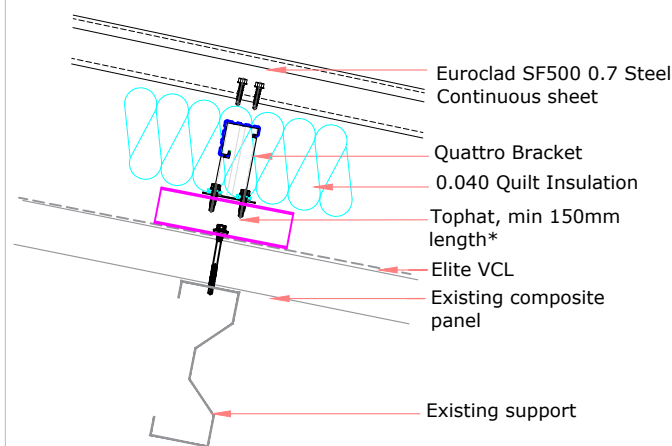 Euroclad SF500 0.7 Steel
Continuous sheet
Quattro Bracket
0.040 Quilt Insulation
Tophat, min 150mm
length*
Elite VCL
Existing composite
panel
Existing support